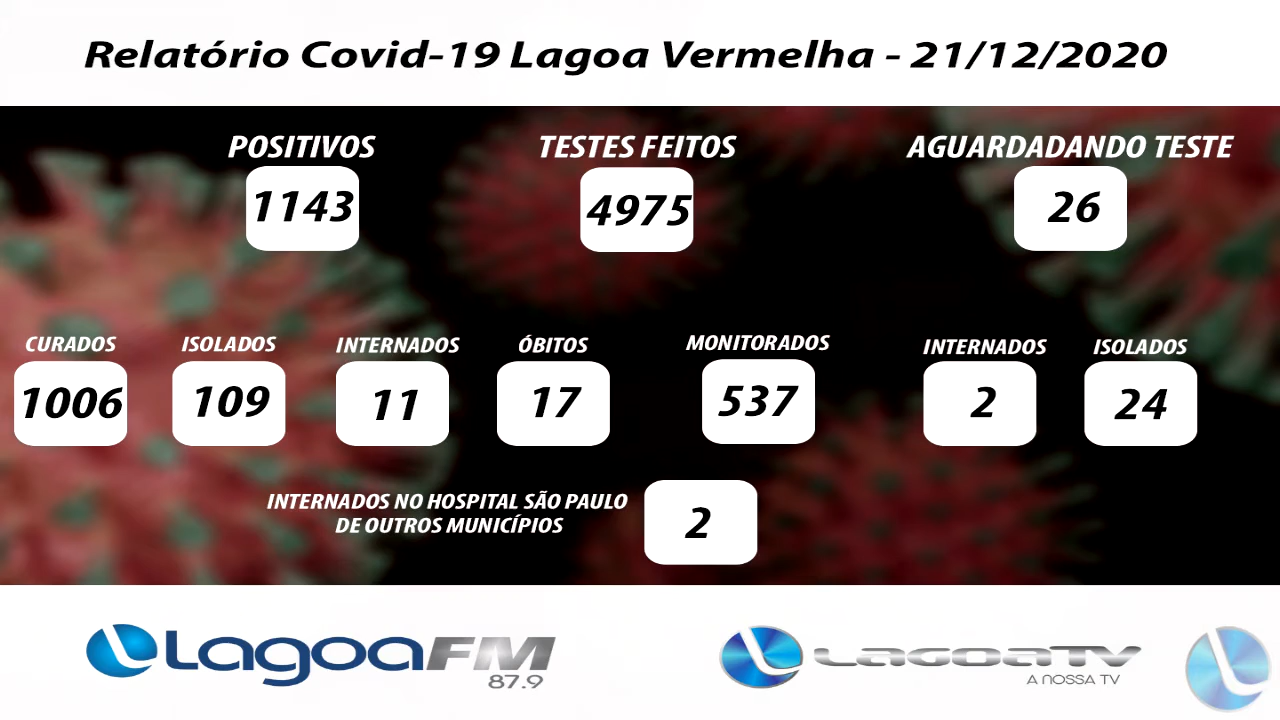 Relatório Covid-19 Lagoa Vermelha - 21/12/2020
POSITIVOS
1143
TESTES FEITOS
4975
AGUARDADANDO TESTE
26
CURADOS
1006
ISOLADOS
109
INTERNADOS
11
ÓBITOS
17
MONITORADOS
537
INTERNADOS
2
ISOLADOS
24
INTERNADOS NO HOSPITAL SÃO PAULO
DE OUTROS MUNICÍPIOS
2
LagoaFM
87.9
LAGOATV
A NOSSA TV